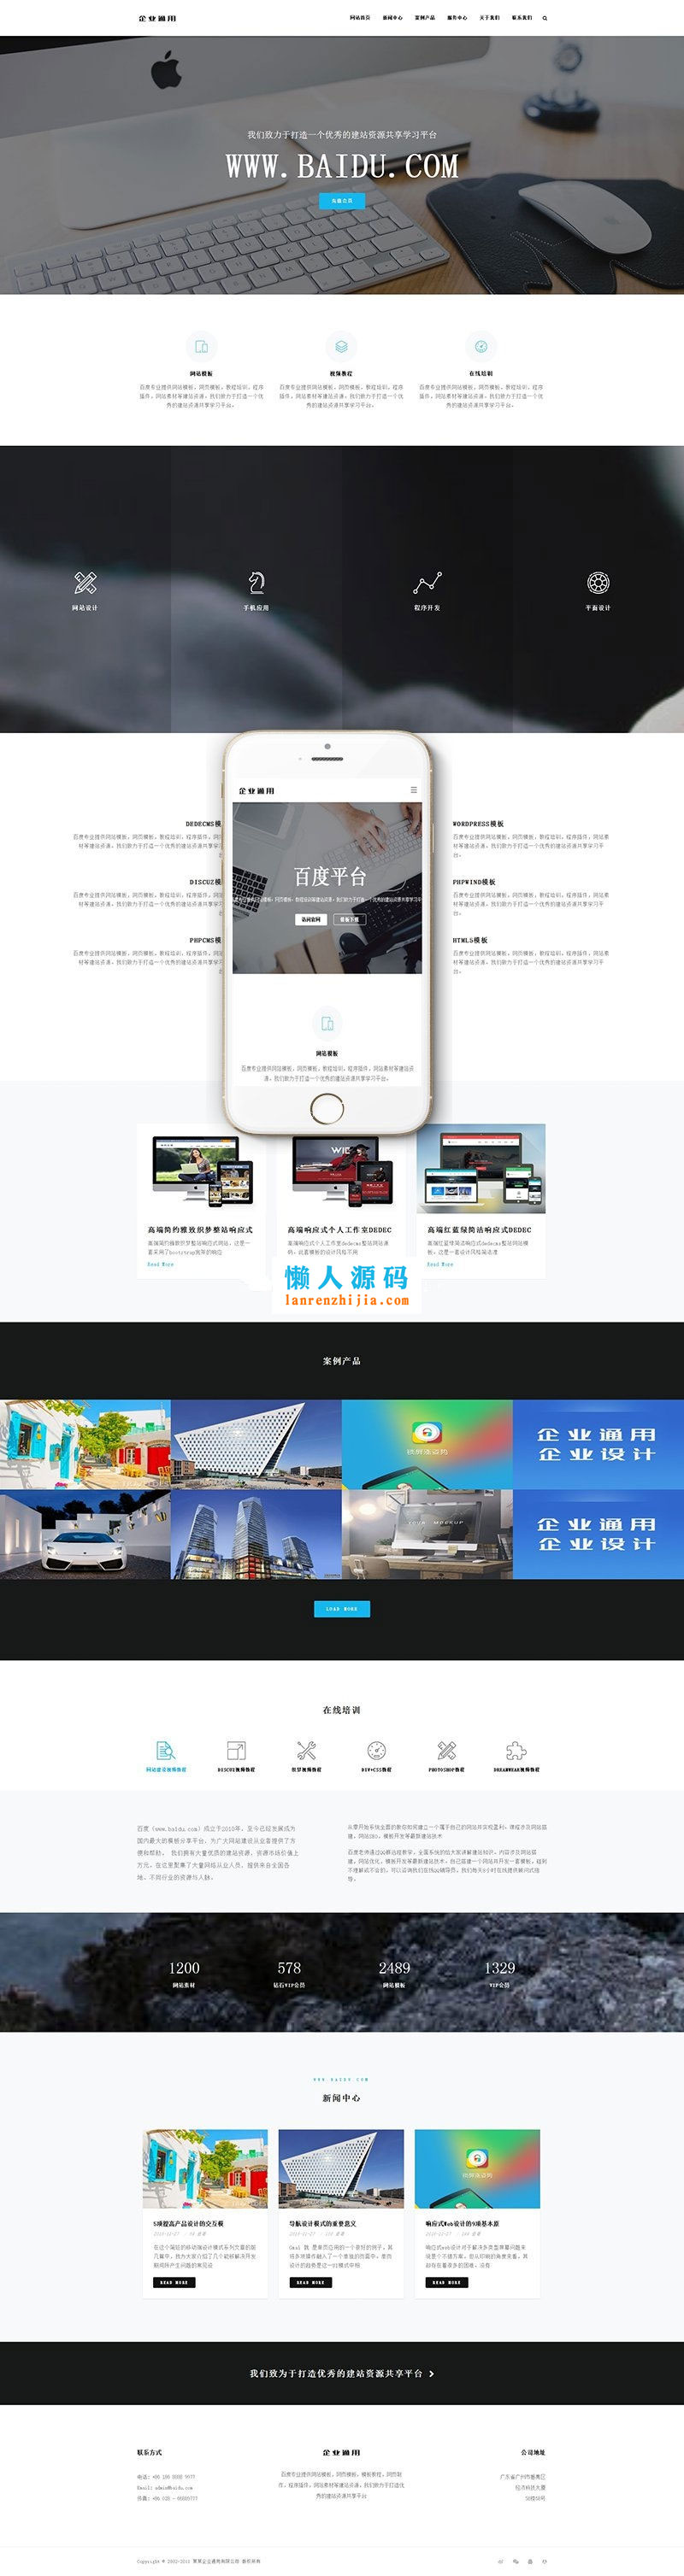 企业通用
网站首页 新闻中心 案例产品 服务中心 关于我们 联系我们
我们致力于打造一个优秀的建站资源共享学习平台
WWW.BAIDU.COM
网站模板
视频教程
在线培训
百度专业提供网站模板，网页模板，教程培训，程序
插件，网站素材等建站资源，我们致力于打造一个优
秀的建站资源共享学习平台。
百度专业提供网站模板，网页模板，教程培训，程序
插件，网站素材等建站资源，我们致力于打造一个优
秀的建站资源共享学习平台。
百度专业提供网站模板，网页模板，教程培训，程序
插件，网站素材等建站资源，我们致力于打造一个优
秀的建站资源共享学习平台。
网站设计
手机应用
程序开发
平面设计
DEDECMS模
百度专业提供网站模板，网页模板，教程培训，程序插件，网
材等建站资源，我们致力于打造一个优秀的建站资源共享学
DISCUZ模
百度专业提供网站模板，网页模板，教程培训，程序插件，网
材等建站资源，我们致力于打造一个优秀的建站资源共享学
PHPCMS模
百度专业提供网站模板，网页模板，教程培训，程序插件，网
材等建站资源，我们致力于打造一个优秀的建站资源共享学
企业通用
百度平台
访问官网
模板下载
网站模板
百度专业提供网站模板，网页模板，教程培训，程序插件，网站素材等建站资
源，我们致力于打造一个优秀的建站资源共享学习平台。
WORDPRESS模板
百度专业提供网站模板，网页模板，教程培训，程序插件，网站素
材等建站资源，我们致力于打造一个优秀的建站资源共享学习平
台。
PHPWIND模板
百度专业提供网站模板，网页模板，教程培训，程序插件，网站素
材等建站资源，我们致力于打造一个优秀的建站资源共享学习平
台。
HTML5模板
百度专业提供网站模板，网页模板，教程培训，程序插件，网站素
材等建站资源，我们致力于打造一个优秀的建站资源共享学习平
台。
高端简约雅致织梦整站响应式
Read More
高端响应式个人工作室DEDEC
高端红蓝绿简洁响应式DEDEC
Read More
懒人源码
lanrenzhijia.com
案例产品
企业通用
企业设计
YOUR MOCKUP
企业通用
企业设计
LOAD MORE
在线培训
网站建设视频教程
DISCUZ视频教程
织梦视频教程
DIV+CSS教程
PHOTOSHOP教程
DREAMWEAR视频教程
百度（www.baidu.com）成立于2010年，至今已经发展成为
国内最大的模板分享平台，为广大网站建设从业者提供了方
便和帮助。 我们拥有大量优质的建站资源，资源市场价值上
万元。在这里聚集了大量网络从业人员，提供来自全国各
地、不同行业的资源与人脉。
1200
网站素材
578
钻石VIP会员
2489
网站模板
1329
VIP会员
WWW.BAIDU.COM
新闻中心
5项提高产品设计的交互模
READ MORE
导航设计模式的重要意义
READ MORE
响应式Web设计的9项基本原
READ MORE
我们致为于打造优秀的建站资源共享平台
联系方式
Email: admin@baidu.com
企业通用
百度专业提供网站模板，网页模板，模板教程，网页制
作，程序插件，网站素材等建站资源，我们致力于打造优
秀的建站资源共享平台
公司地址
广东省广州市番禺区
经济科技大厦